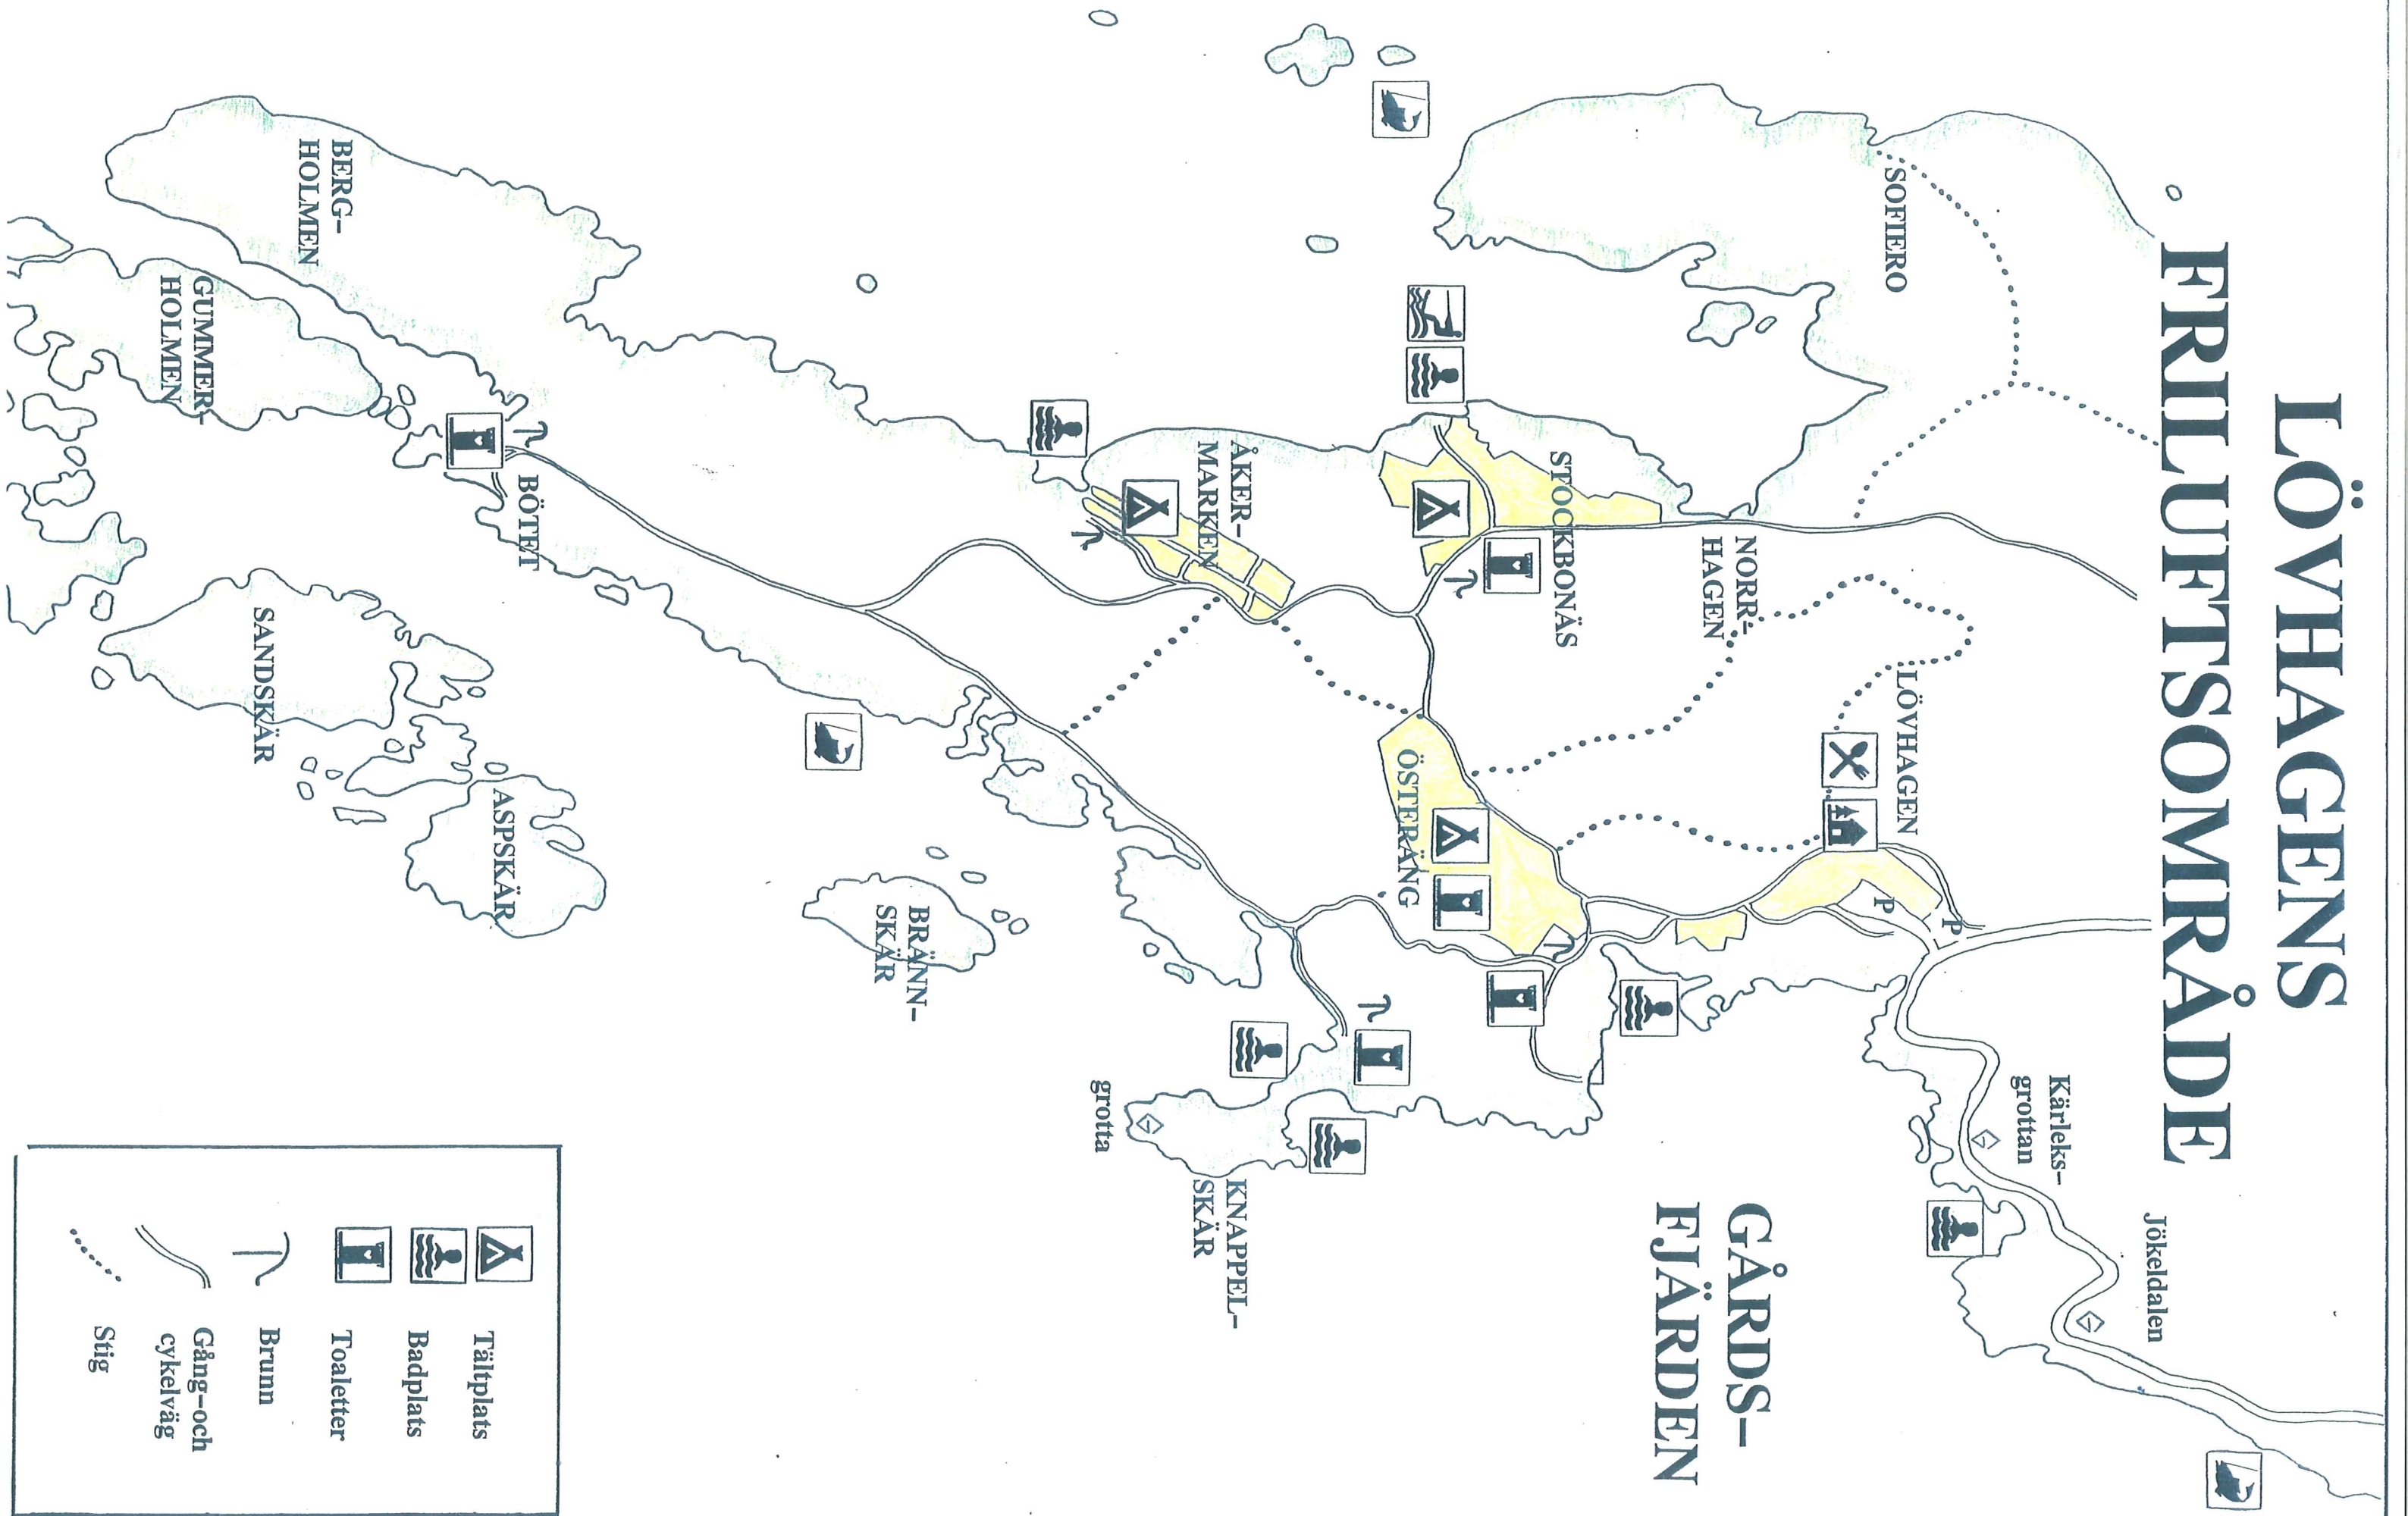 LÖVHAGENS
FRILUFTSOMRÅDE
SOFIERO
Jökeldalen
Kärleks-
grottan
LÖVHAGEN
P
P
NORR-
HAGEN
GÅRDS-
FJÄRDEN
STOCKBONÄS
ÖSTERÄNG
ÅKER-
MARKEN
KNAPPEL-
SKÄR
grotta
BRÄNN-
SKÄR
BÖTET
ASPSKÄR
BERG-
HOLMEN
SANDSKÄR
GUMMER-
HOLMEN
Tältplats
Badplats
Toaletter
Brunn
Gång-och
cykelväg
Stig